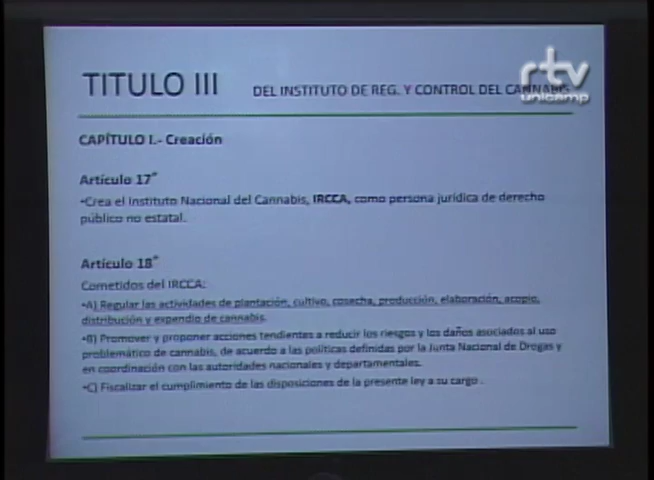 rtv
unicamp
TITULO III
DEL INSTITUTO DE REG. Y CONTROL DEL CANNABIS
CAPÍTULO I.- Creación
Artículo 17°
•Crea el Instituto Nacional del Cannabis, IRCCA, como persona jurídica de derecho
público no estatal.
Artículo 18°
Cometidos del IRCCA:
•A) Regular las actividades de plantación, cultivo, cosecha, producción, elaboración, acopio,
distribución y expendio de cannabis.
•B) Promover y proponer acciones tendientes a reducir los riesgos y los daños asociados al uso
problemático de cannabis, de acuerdo a las políticas definidas por la Junta Nacional de Drogas y
en coordinación con las autoridades nacionales y departamentales.
•C) Fiscalizar el cumplimiento de las disposiciones de la presente ley a su cargo .